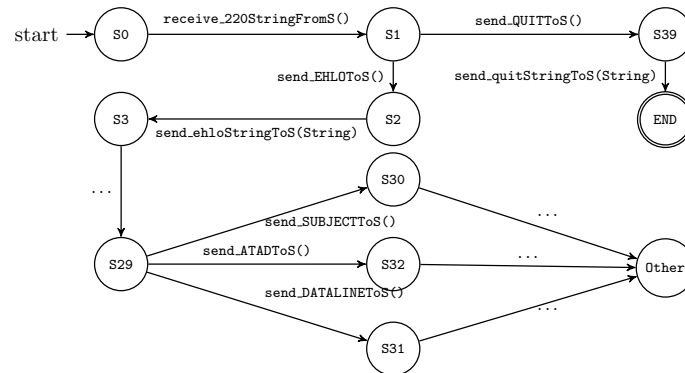 start
S0
receive_220StringFromS()
S1
send_QUITToS()
S39
send_EHLOToS()
send_quitStringToS(String)
S3
send_ehloStringToS(String)
S2
END
...
S30
send_SUBJECTToS()
...
S29
send_ATADToS()
S32
...
Other
send_DATALINEToS()
...
S31